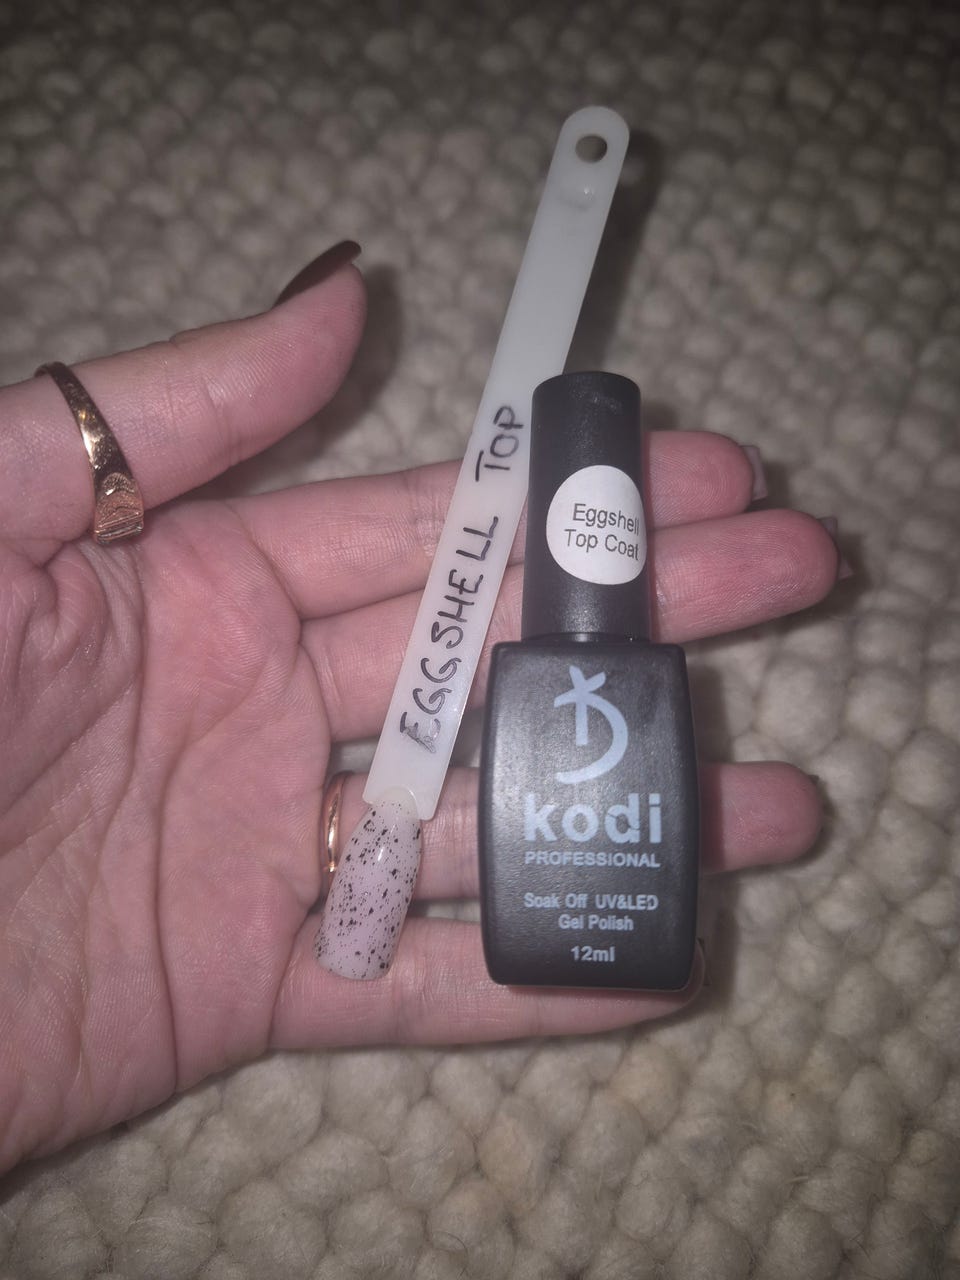 EGGSHELL TOP
Eggshell
Top Coat
kodi
PROFESSIONAL
Soak Off UV&LED
Gel Polish
12ml